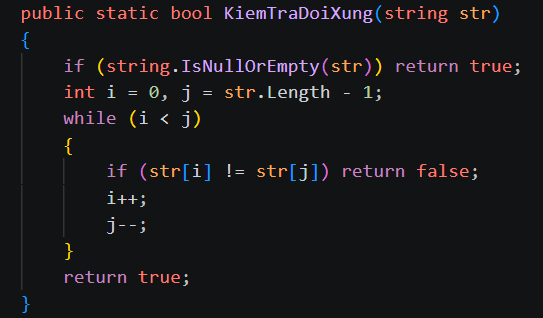 public static bool KiemTraDoiXung(string str)
{
    if (string.IsNullOrEmpty(str)) return true;
    int i = 0, j = str.Length - 1;
    while (i < j)
    {
        if (str[i] != str[j]) return false;
        i++;
        j--;
    }
    return true;
}